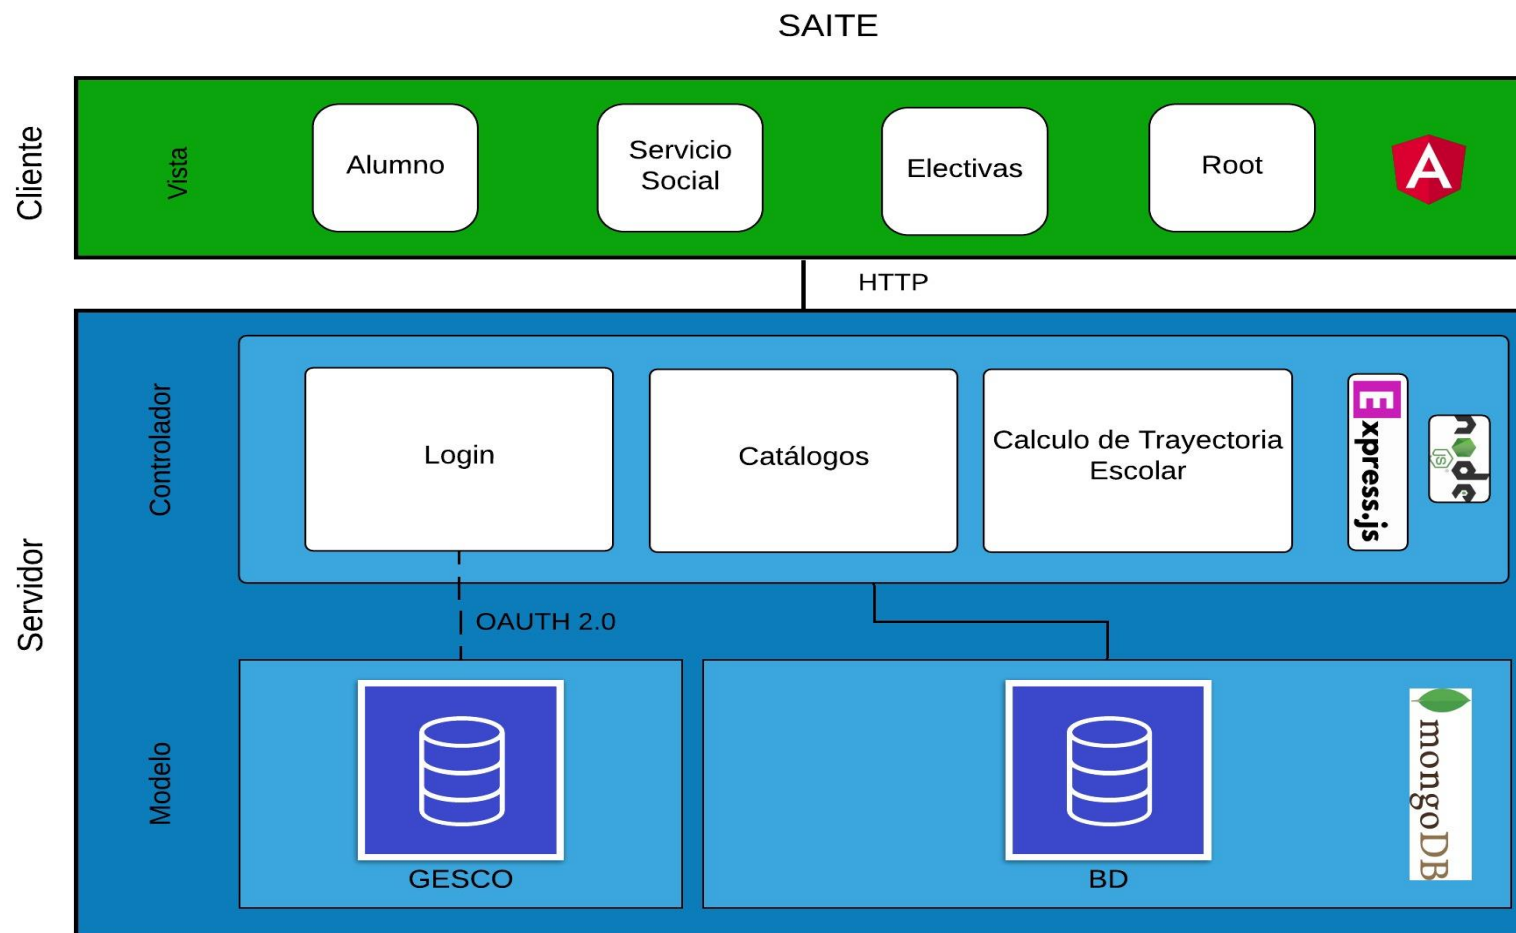 SAITE
Cliente
Vista
Alumno
Servicio
Social
Electivas
Root
A
HTTP
Servidor
Controlador
Login
Catálogos
Calculo de Trayectoria
Escolar
Express.js
node
JS
OAUTH 2.0
Modelo
GESCO
BD
mongoDB